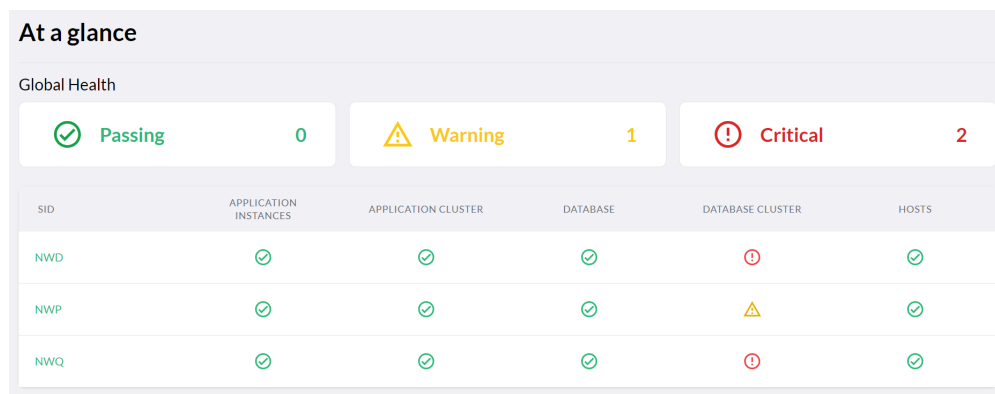 At a glance
Global Health
Passing 0 Warning 1 Critical 2
SID APPLICATION INSTANCES APPLICATION CLUSTER DATABASE DATABASE CLUSTER HOSTS
NWD
NWP
NWQ